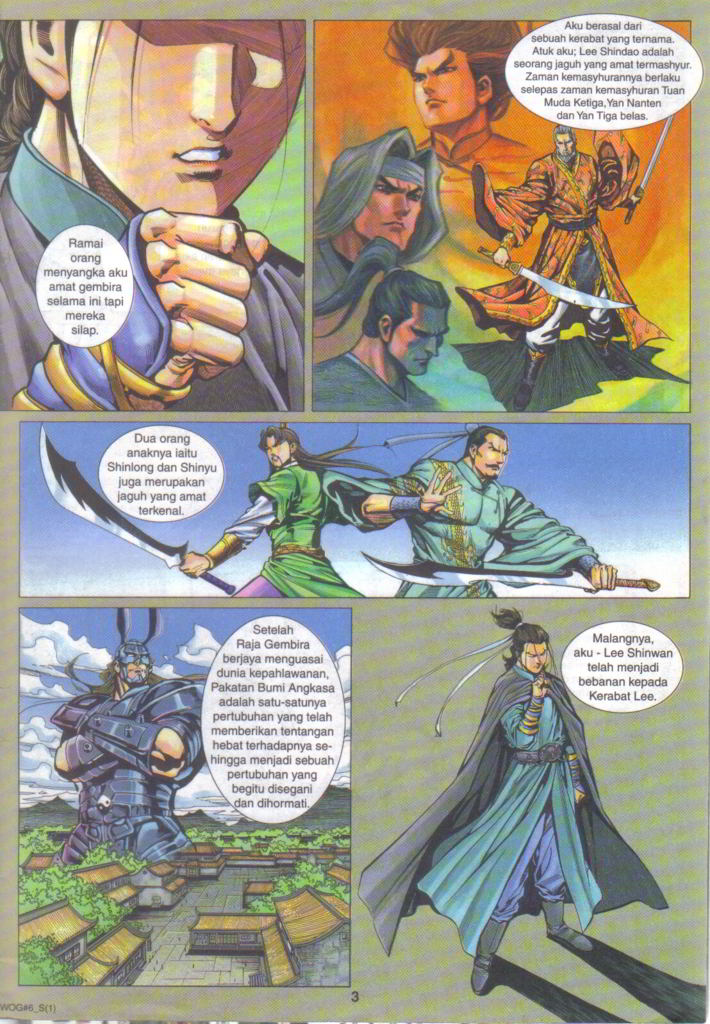 Ramai
orang
menyangka aku
amat gembira
selama ini tapi
mereka
silap.
Aku berasal dari
sebuah kerabat yang ternama.
Atuk aku; Lee Shindao adalah
seorang jaguh yang amat termashyur.
Zaman kemasyhurannya berlaku
selepas zaman kemasyhuran Tuan
Muda Ketiga,Yan Nanten
dan Yan Tiga belas.
Dua orang
anaknya iaitu
Shinlong dan Shinyu
juga merupakan
jaguh yang amat
terkenal.
Setelah
Raja Gembira
berjaya menguasai
dunia kepahlawanan,
Pakatan Bumi Angkasa
adalah satu-satunya
pertubuhan yang telah
memberikan tentangan
hebat terhadapnya se-
hingga menjadi sebuah
pertubuhan yang
begitu disegani
dan dihormati.
Malangnya,
aku - Lee Shinwan
telah menjadi
bebanan kepada
Kerabat Lee.
3
WOG#6_S(1)